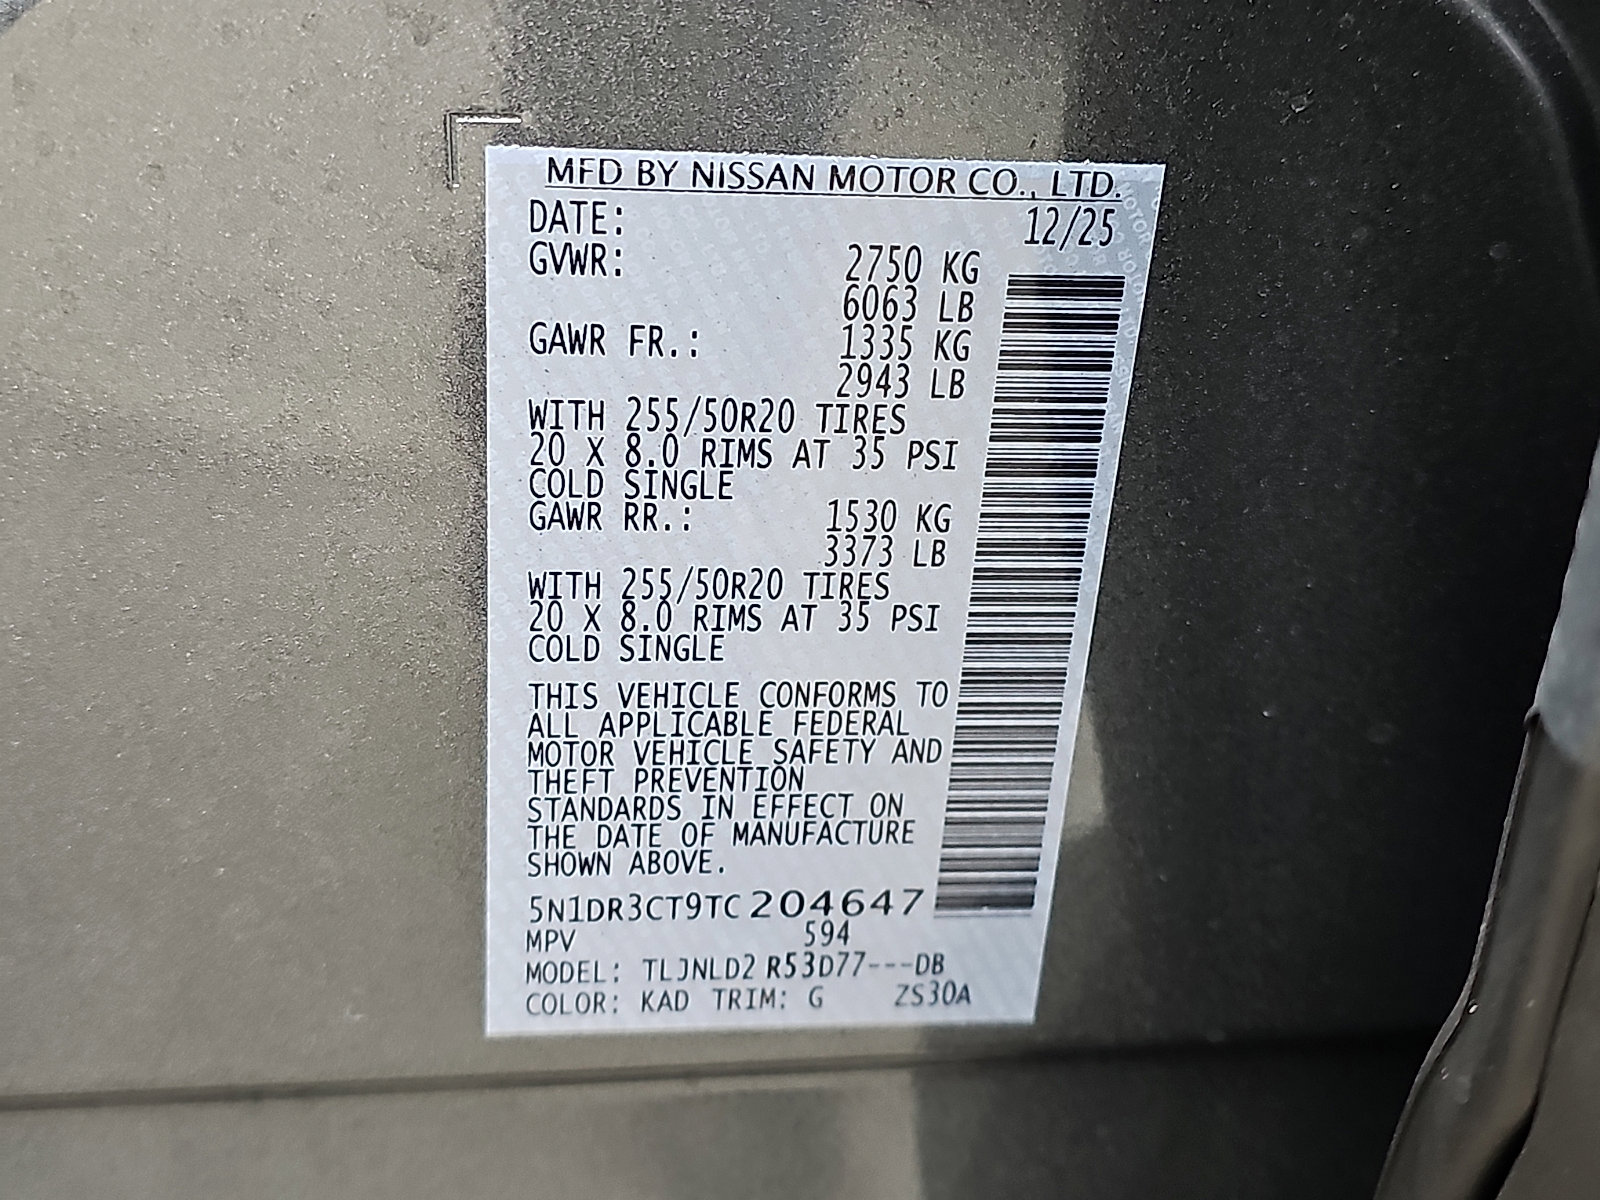 MFD BY NISSAN MOTOR CO., LTD.
DATE: 12/25
GVWR: 2750 KG
6063 LB
GAWR FR.: 1335 KG
2943 LB
WITH 255/50R20 TIRES
20 X 8.0 RIMS AT 35 PSI
COLD SINGLE
GAWR RR.: 1530 KG
3373 LB
WITH 255/50R20 TIRES
20 X 8.0 RIMS AT 35 PSI
COLD SINGLE
THIS VEHICLE CONFORMS TO
ALL APPLICABLE FEDERAL
MOTOR VEHICLE SAFETY AND
THEFT PREVENTION
STANDARDS IN EFFECT ON
THE DATE OF MANUFACTURE
SHOWN ABOVE.
5N1DR3CT9TC204647
MPV 594
MODEL: TLJNLD2 R53D77---DB
COLOR: KAD TRIM: G ZS30A